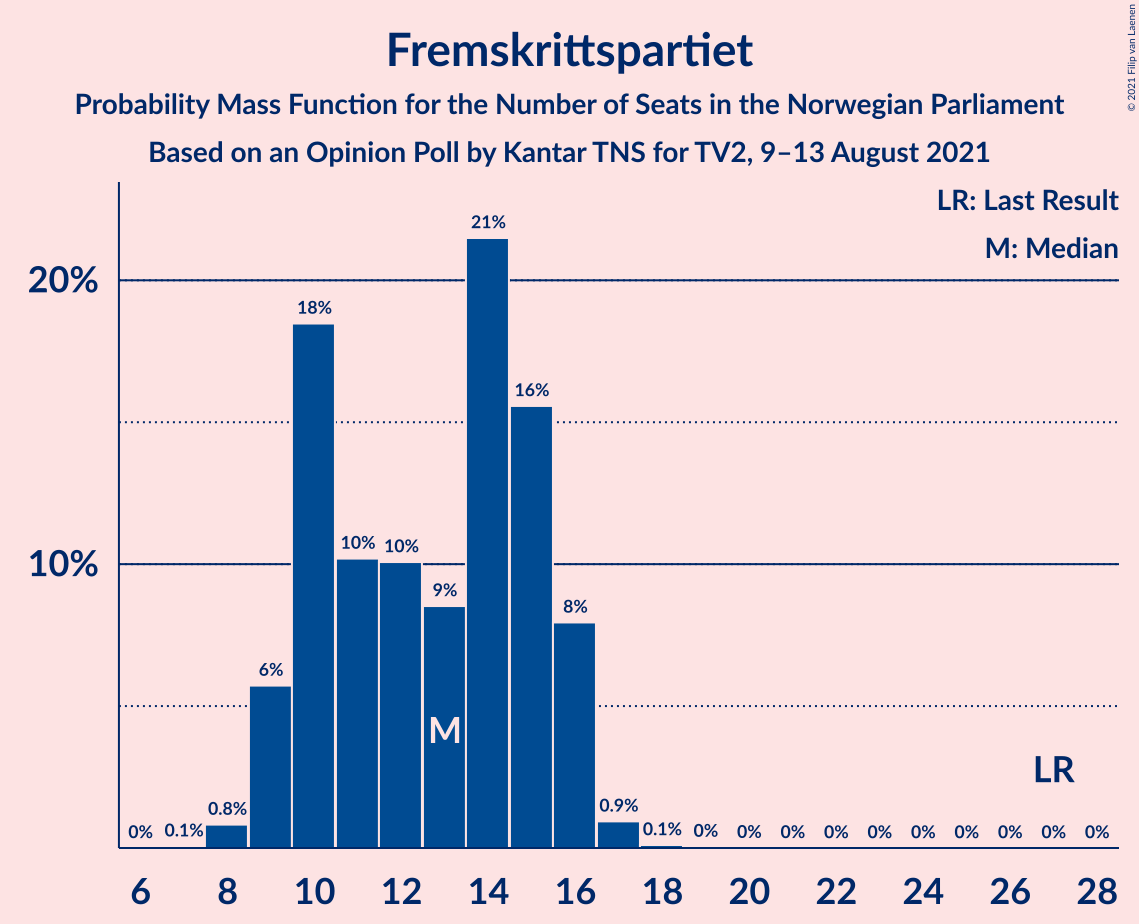 Fremskrittspartiet
Probability Mass Function for the Number of Seats in the Norwegian Parliament
Based on an Opinion Poll by Kantar TNS for TV2, 9–13 August 2021
© 2021 Filip van Laenen
LR: Last Result
M: Median
20%
10%
0% 0.1% 0.8% 6% 18% 10% 10% 9% 21% 16% 8% 0.9% 0.1% 0% 0% 0% 0% 0% 0% 0% 0% 0% 0%
M
LR
6 8 10 12 14 16 18 20 22 24 26 28